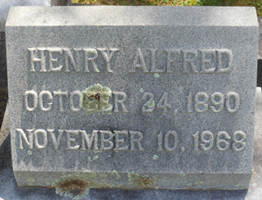 HENRY ALFRED
OCTOBER 24, 1890
NOVEMBER 10, 1968